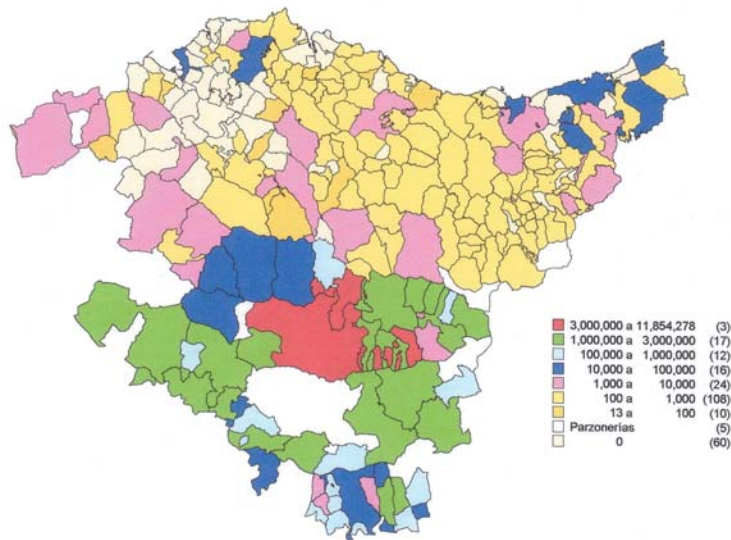 3,000,000 a 11,854,278 (3)
1,000,000 a 3,000,000 (17)
100,000 a 1,000,000 (12)
10,000 a 100,000 (16)
1,000 a 10,000 (24)
100 a 1,000 (108)
13 a 100 (10)
Parzonerías (5)
0 (60)